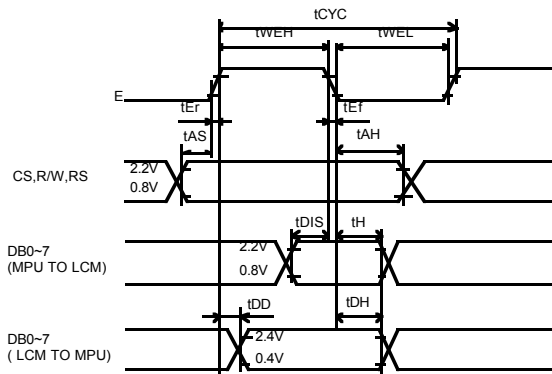 tCYC
tWEH
tWEL
E
tEr
tEf
tAS
tAH
CS,R/W,RS
2.2V
0.8V
tDIS
tH
DB0~7
(MPU TO LCM)
2.2V
0.8V
tDD
tDH
DB0~7
( LCM TO MPU)
2.4V
0.4V